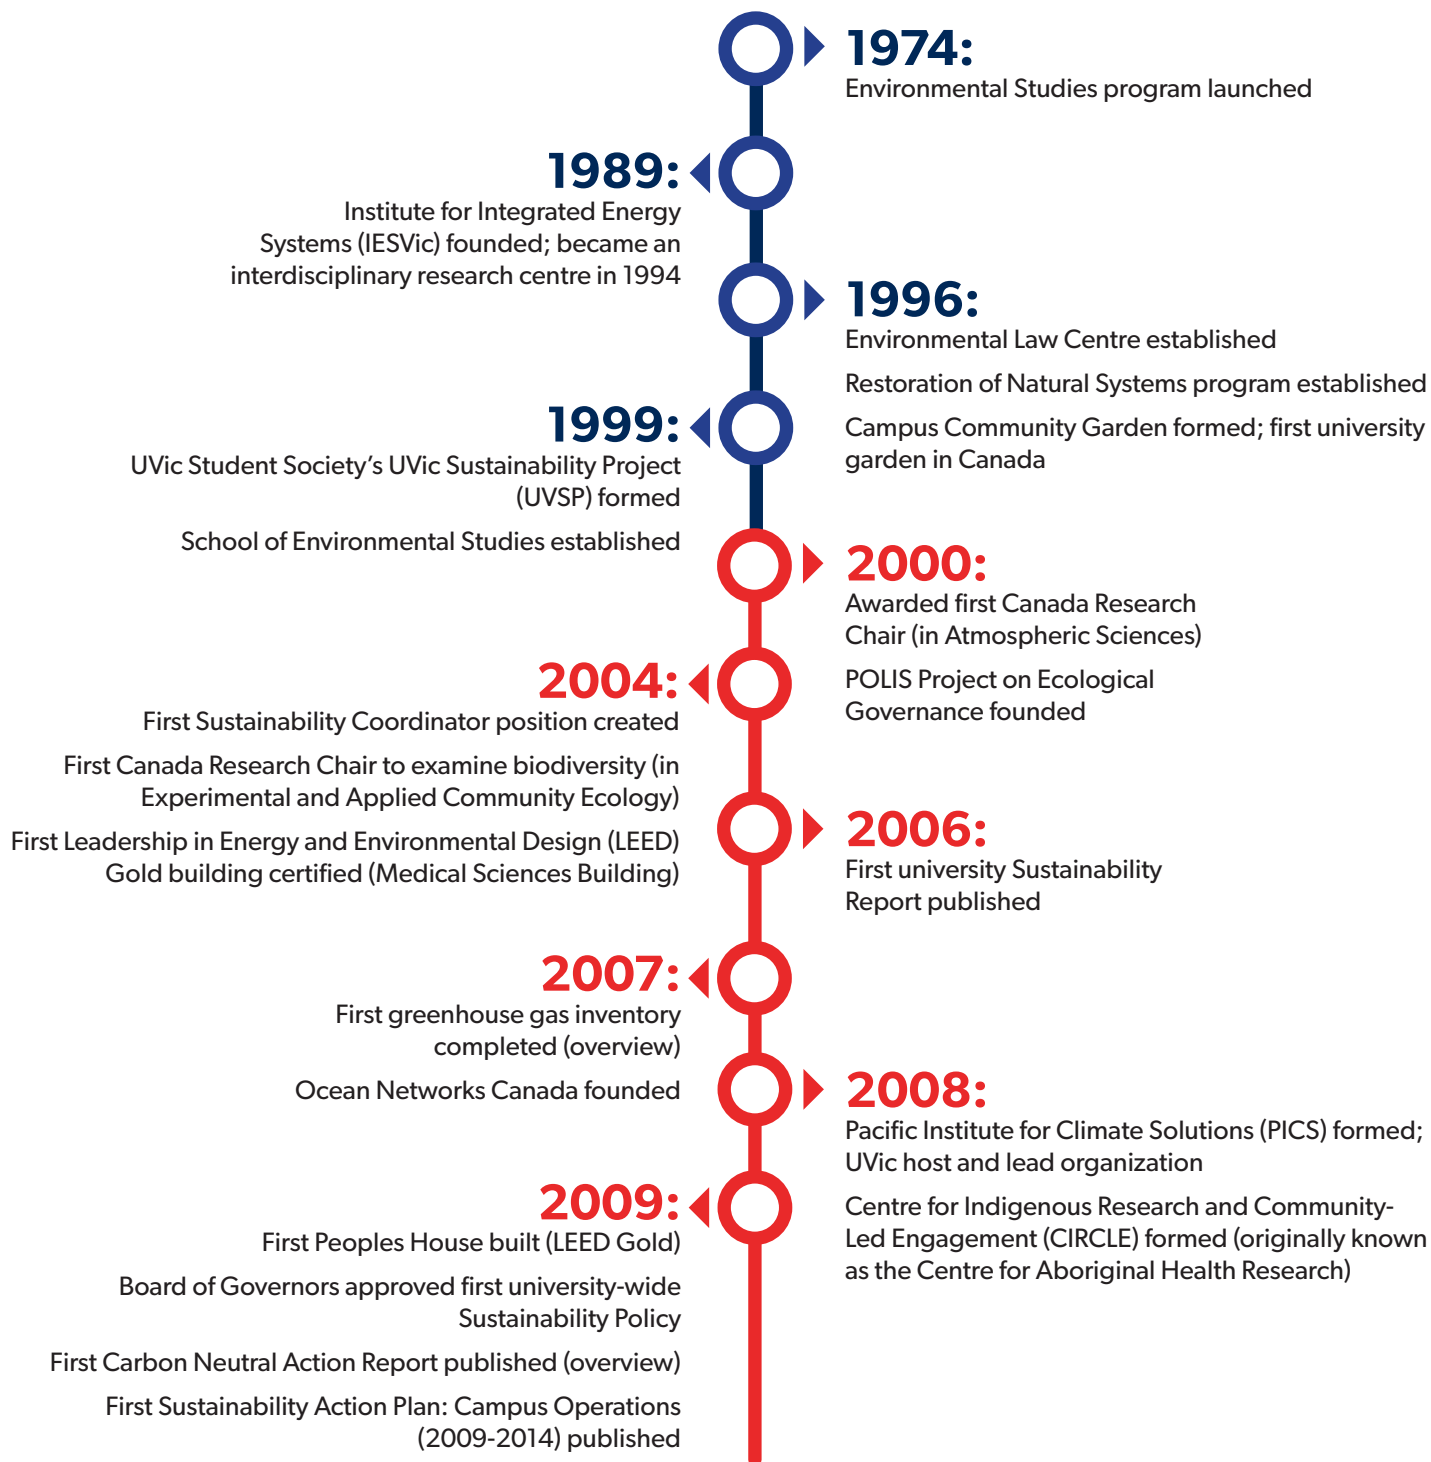 1974:
Environmental Studies program launched
1989:
Institute for Integrated Energy
Systems (IESVic) founded; became an
interdisciplinary research centre in 1994
1996:
Environmental Law Centre established
Restoration of Natural Systems program established
Campus Community Garden formed; first university
garden in Canada
1999:
UVic Student Society’s UVic Sustainability Project
(UVSP) formed
School of Environmental Studies established
2000:
Awarded first Canada Research
Chair (in Atmospheric Sciences)
POLIS Project on Ecological
Governance founded
2004:
First Sustainability Coordinator position created
First Canada Research Chair to examine biodiversity (in
Experimental and Applied Community Ecology)
First Leadership in Energy and Environmental Design (LEED)
Gold building certified (Medical Sciences Building)
2006:
First university Sustainability
Report published
2007:
First greenhouse gas inventory
completed (overview)
Ocean Networks Canada founded
2008:
Pacific Institute for Climate Solutions (PICS) formed;
UVic host and lead organization
Centre for Indigenous Research and Community-
Led Engagement (CIRCLE) formed (originally known
as the Centre for Aboriginal Health Research)
2009:
First Peoples House built (LEED Gold)
Board of Governors approved first university-wide
Sustainability Policy
First Carbon Neutral Action Report published (overview)
First Sustainability Action Plan: Campus Operations
(2009-2014) published